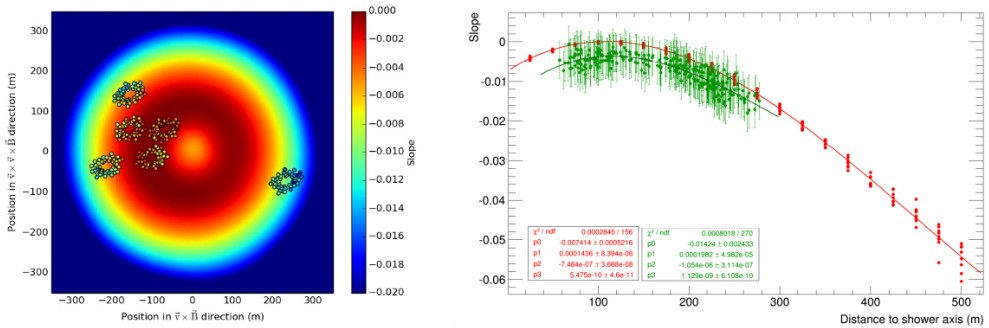 300
200
100
0
−100
−200
−300
−300 −200 −100 0 100 200 300
Position in v⃗ × B⃗ direction (m)
Position in v⃗ × v⃗ × B⃗ direction (m)
0.000
−0.002
−0.004
−0.006
−0.008
−0.010
−0.012
−0.014
−0.016
−0.018
−0.020
Slope
Slope
0
-0.01
-0.02
-0.03
-0.04
-0.05
-0.06
χ² / ndf 0.0002845 / 156
p0 -0.007414 ± 0.0005216
p1 0.0001436 ± 8.394e-06
p2 -7.484e-07 ± 3.668e-08
p3 5.475e-10 ± 4.6e-11
χ² / ndf 0.0008018 / 270
p0 -0.01424 ± 0.002433
p1 0.0001982 ± 4.982e-05
p2 -1.054e-06 ± 3.114e-07
p3 1.129e-09 ± 6.108e-10
100 200 300 400 500
Distance to shower axis (m)